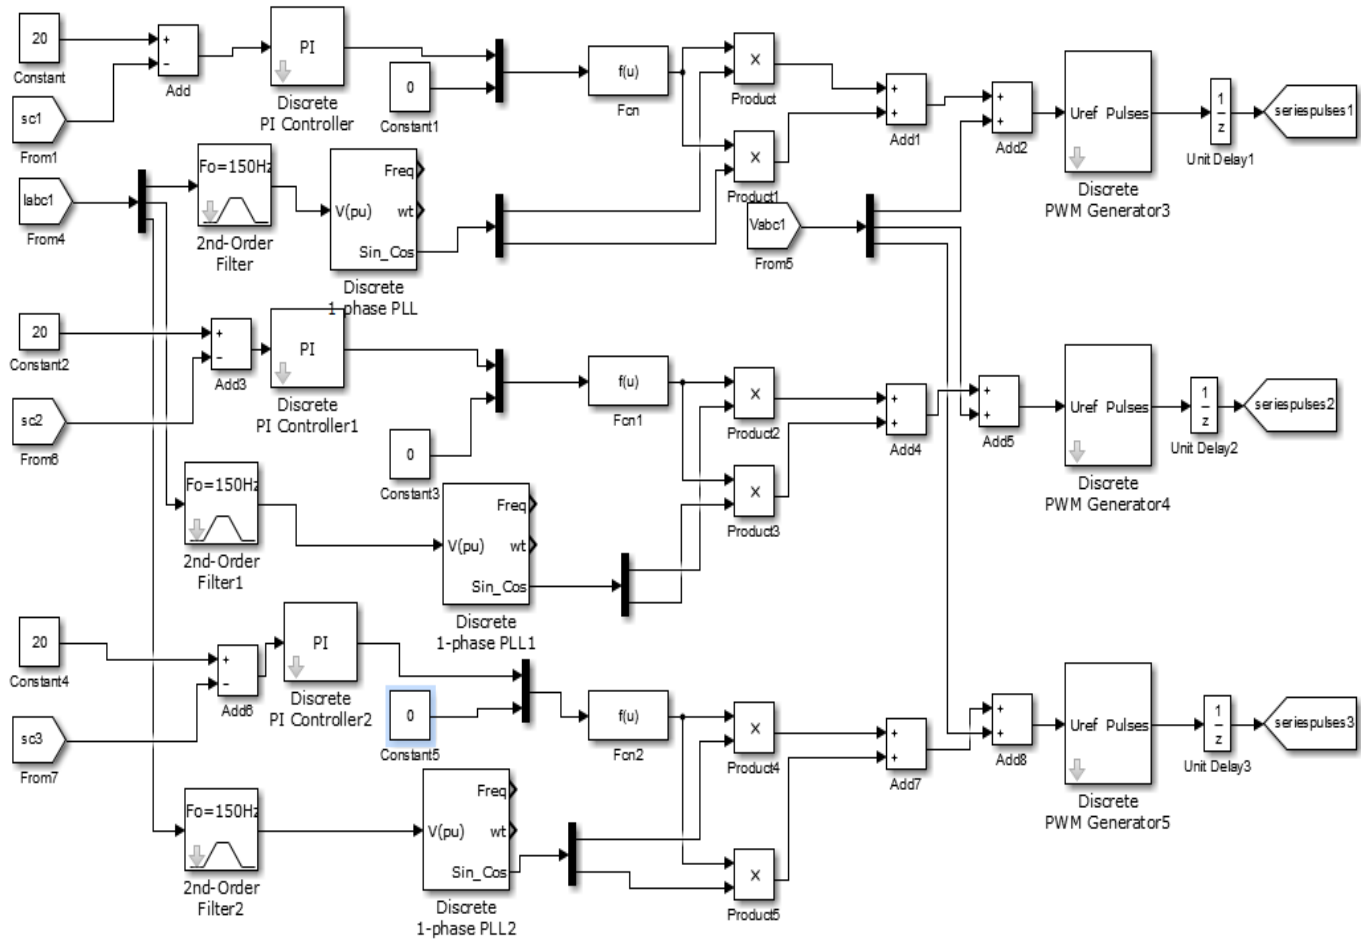 20
Constant
sc1
From1
+
−
Add
PI
Discrete
PI Controller
0
Constant1
f(u)
Fcn
×
Product
×
Product1
+
+
Add1
+
+
Add2
Uref Pulses
Discrete
PWM Generator3
1
z
Unit Delay1
seriespulses1
Iabc1
From4
Fo=150Hz
2nd-Order
Filter
V(pu)
Freq
wt
Sin_Cos
Discrete
1-phase PLL
Vabc1
From5
20
Constant2
sc2
From6
+
−
Add3
PI
Discrete
PI Controller1
0
Constant3
f(u)
Fcn1
×
Product2
×
Product3
+
+
Add4
+
+
Add5
Uref Pulses
Discrete
PWM Generator4
1
z
Unit Delay2
seriespulses2
Fo=150Hz
2nd-Order
Filter1
V(pu)
Freq
wt
Sin_Cos
Discrete
1-phase PLL1
20
Constant4
sc3
From7
+
−
Add6
PI
Discrete
PI Controller2
0
Constant5
f(u)
Fcn2
×
Product4
×
Product5
+
+
Add7
+
+
Add8
Uref Pulses
Discrete
PWM Generator5
1
z
Unit Delay3
seriespulses3
Fo=150Hz
2nd-Order
Filter2
V(pu)
Freq
wt
Sin_Cos
Discrete
1-phase PLL2